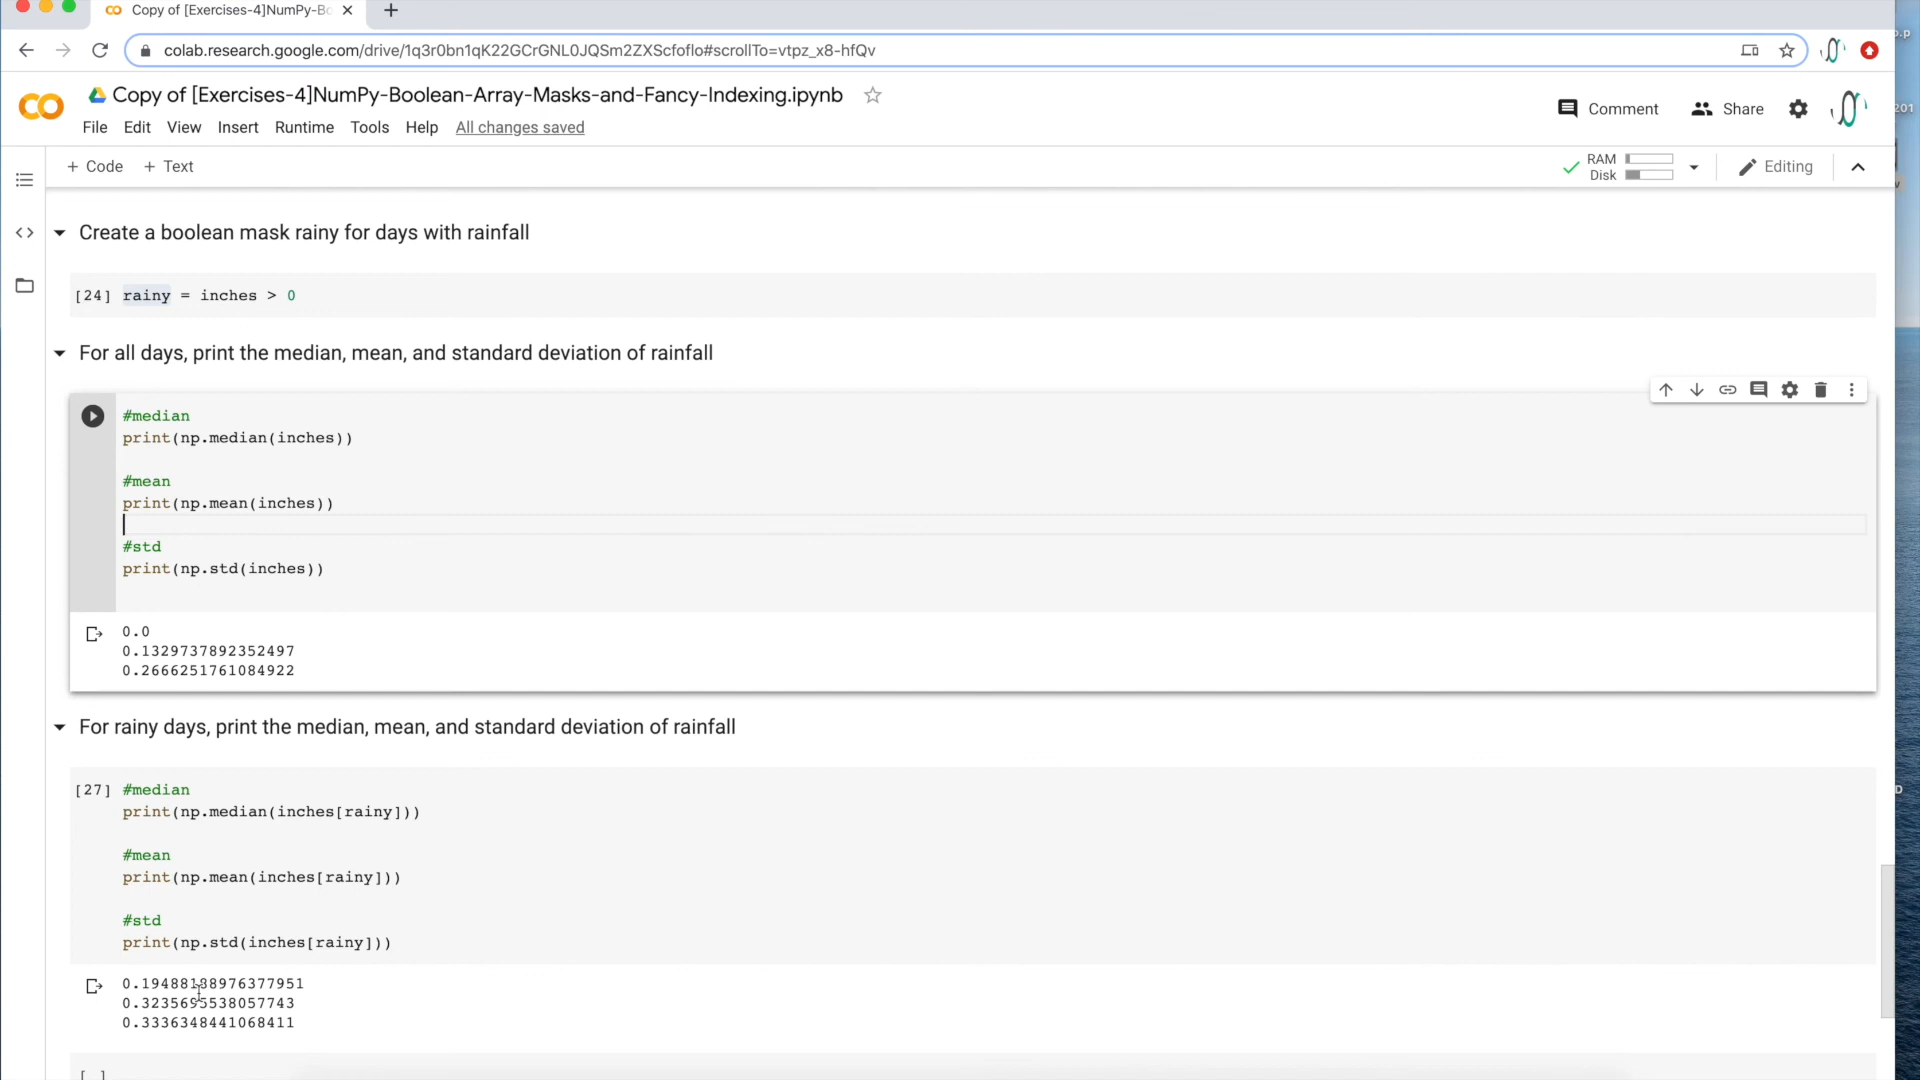 Copy of [Exercises-4]NumPy-Bo
colab.research.google.com/drive/1q3r0bn1qK22GCrGNL0JQSm2ZXScfoflo#scrollTo=vtpz_x8-hfQv
Copy of [Exercises-4]NumPy-Boolean-Array-Masks-and-Fancy-Indexing.ipynb
Comment
Share
File Edit View Insert Runtime Tools Help All changes saved
+ Code + Text
RAM
Disk
Editing
Create a boolean mask rainy for days with rainfall
[24] rainy = inches > 0
For all days, print the median, mean, and standard deviation of rainfall
#median
print(np.median(inches))
#mean
print(np.mean(inches))
#std
print(np.std(inches))
0.0
0.1329737892352497
0.2666251761084922
For rainy days, print the median, mean, and standard deviation of rainfall
[27] #median
print(np.median(inches[rainy]))
#mean
print(np.mean(inches[rainy]))
#std
print(np.std(inches[rainy]))
0.19488188976377951
0.3235695538057743
0.3336348441068411
[ ]